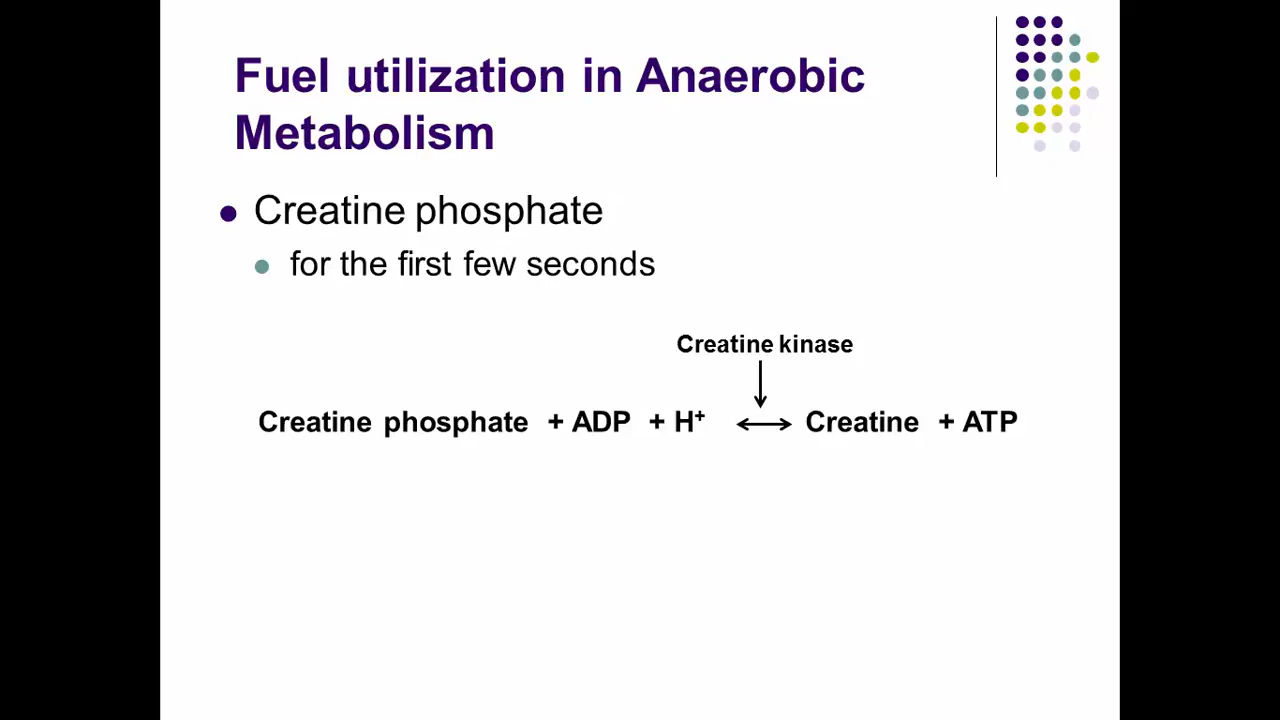 Fuel utilization in Anaerobic
Metabolism
Creatine phosphate
for the first few seconds
Creatine kinase
Creatine phosphate + ADP + H⁺ ⟷ Creatine + ATP